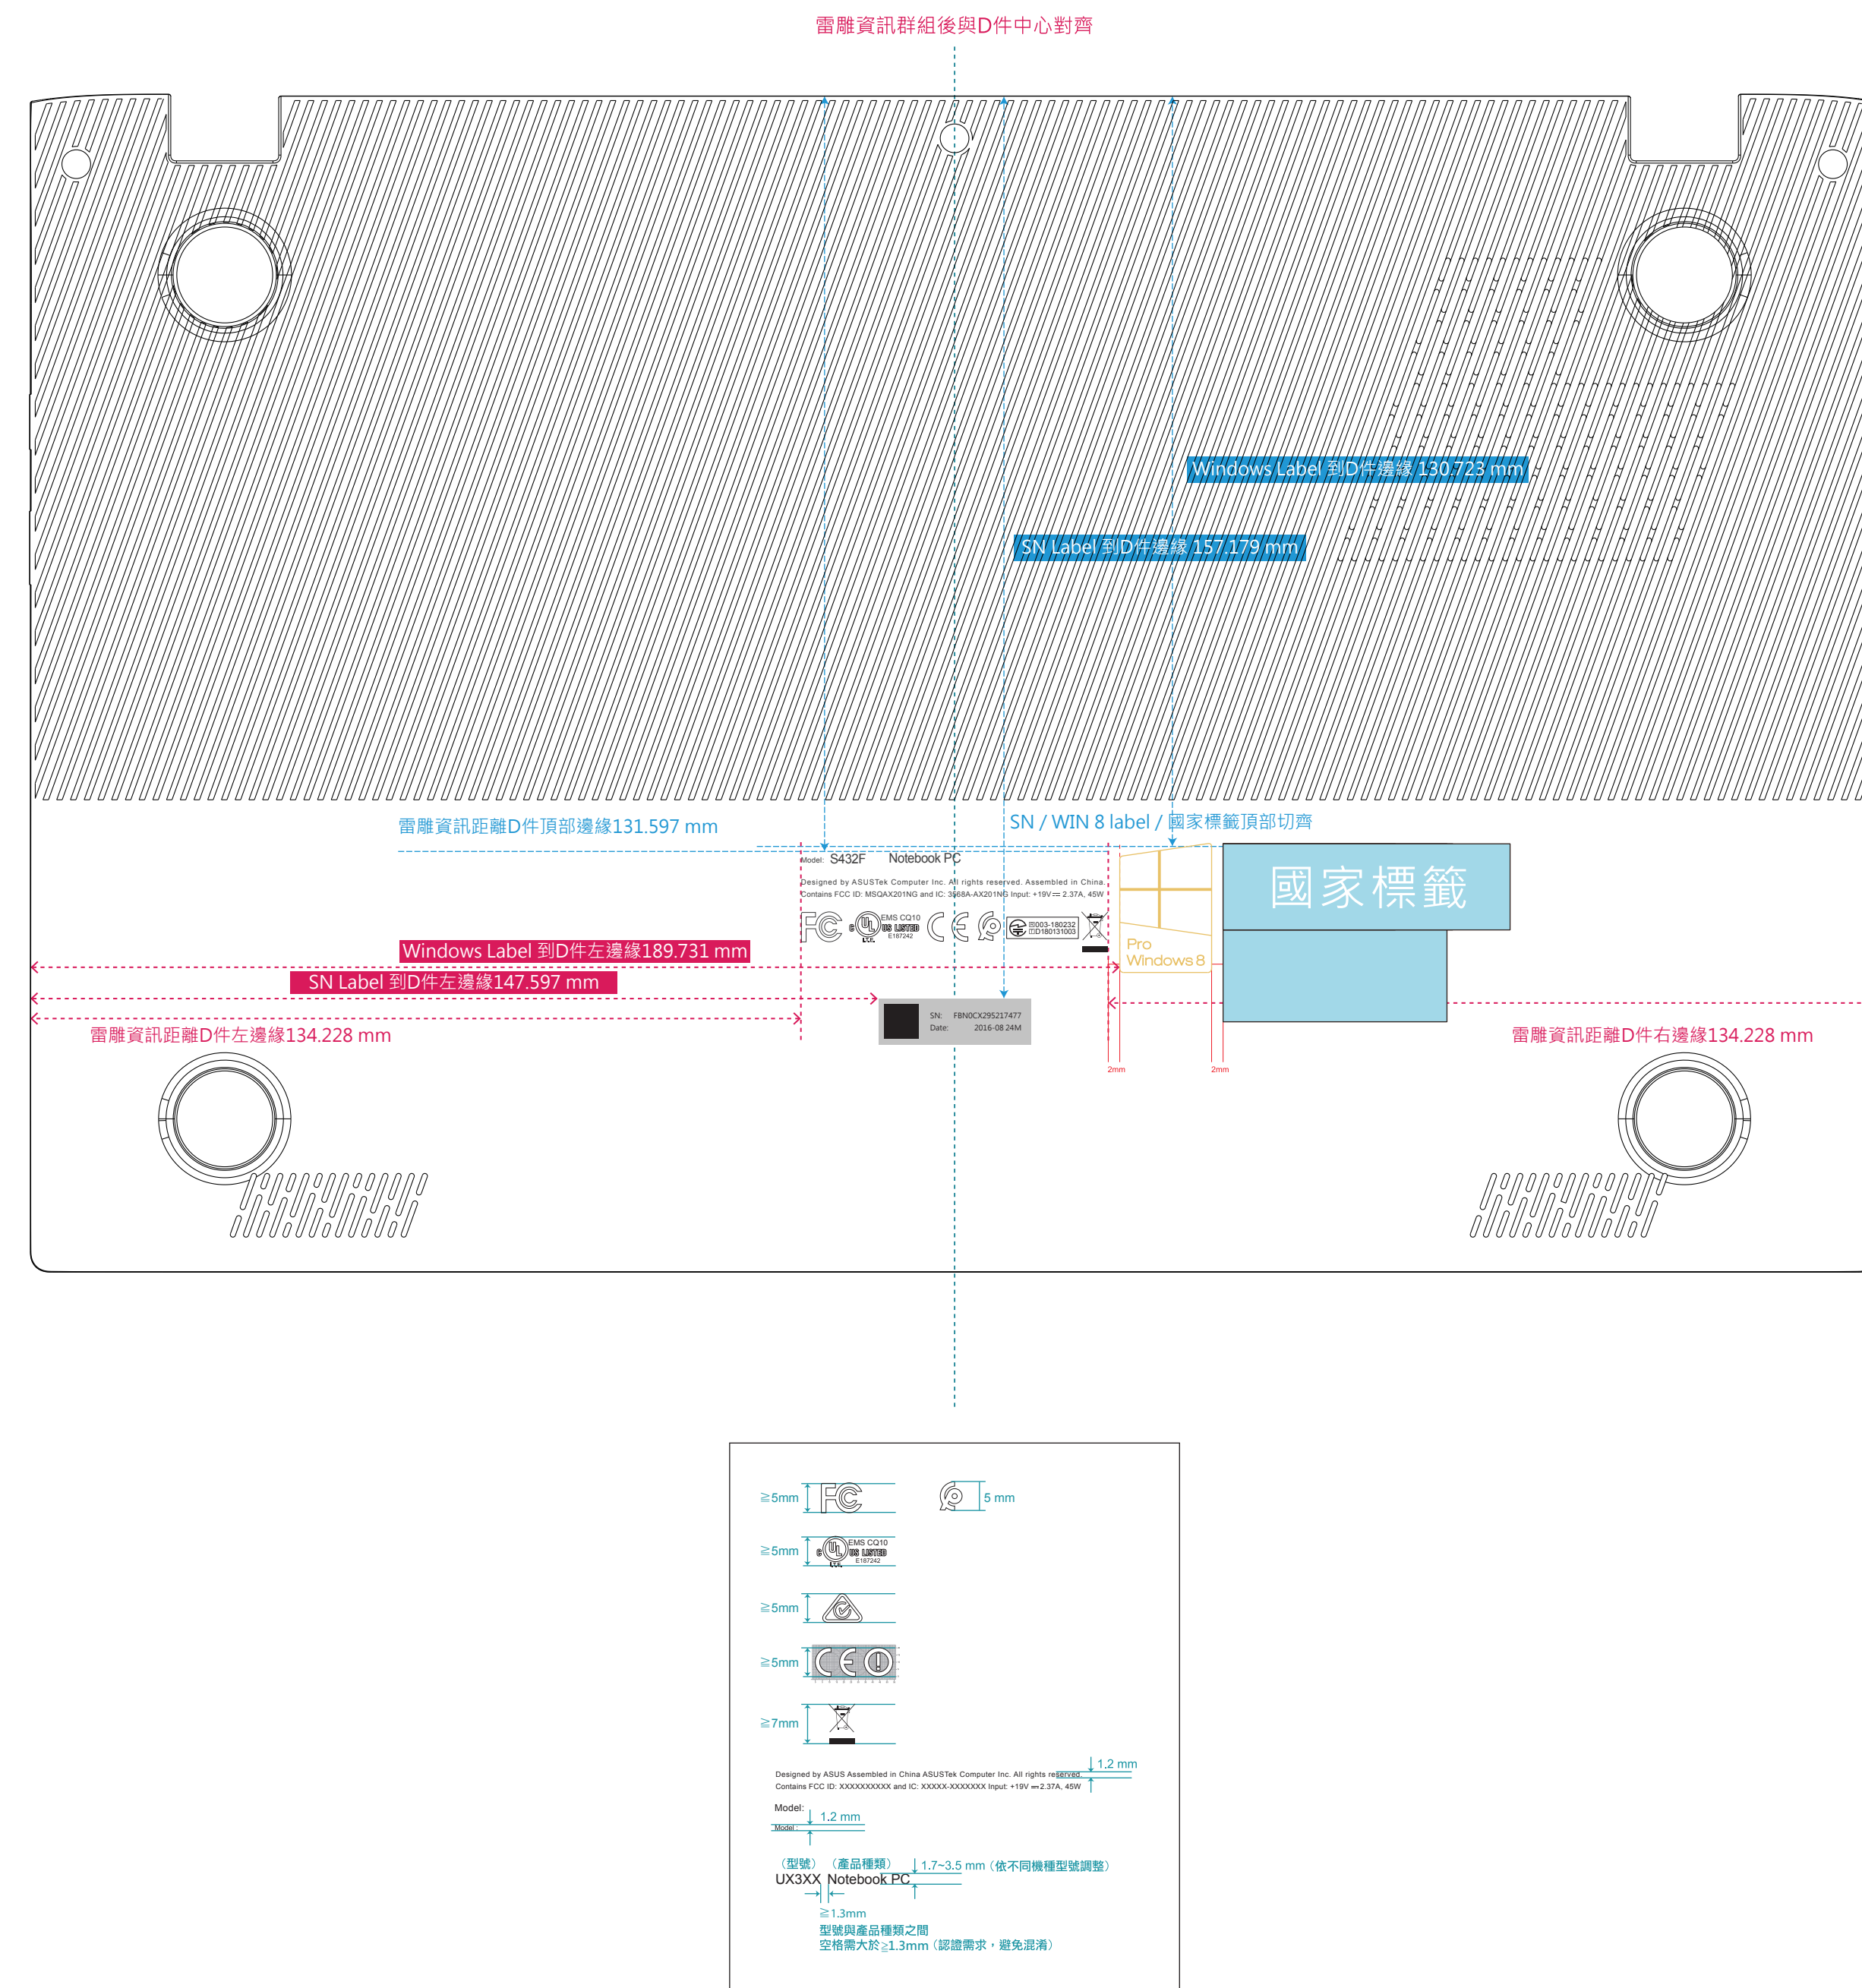 雷雕資訊群組後與D件中心對齊
Windows Label 到D件邊緣 130.723 mm
SN Label 到D件邊緣 157.179 mm
雷雕資訊距離D件頂部邊緣131.597 mm
SN / WIN 8 label / 國家標籤頂部切齊
Model: S432F Notebook PC
Designed by ASUSTek Computer Inc. All rights reserved. Assembled in China.
Contains FCC ID: MSQAX201NG and IC: 3568A-AX201NG Input: +19V⎓ 2.37A, 45W
FC
C UL US LISTED
EMS CQ10
E187242
I.T.E.
CE
003-180232
D180131003
國家標籤
Pro
Windows 8
Windows Label 到D件左邊緣189.731 mm
SN Label 到D件左邊緣147.597 mm
SN: FBN0CX295217477
Date: 2016-08 24M
雷雕資訊距離D件左邊緣134.228 mm
雷雕資訊距離D件右邊緣134.228 mm
2mm
2mm
≧5mm
FC
5 mm
≧5mm
C UL US LISTED
EMS CQ10
E187242
I.T.E.
≧5mm
≧5mm
CE
≧7mm
Designed by ASUS Assembled in China ASUSTek Computer Inc. All rights reserved.
1.2 mm
Contains FCC ID: XXXXXXXXXX and IC: XXXXX-XXXXXXX Input: +19V ⎓ 2.37A, 45W
Model:
1.2 mm
Model :
（型號）（產品種類）
1.7~3.5 mm（依不同機種型號調整）
UX3XX Notebook PC
≧1.3mm
型號與產品種類之間
空格需大於≧1.3mm（認證需求，避免混淆）